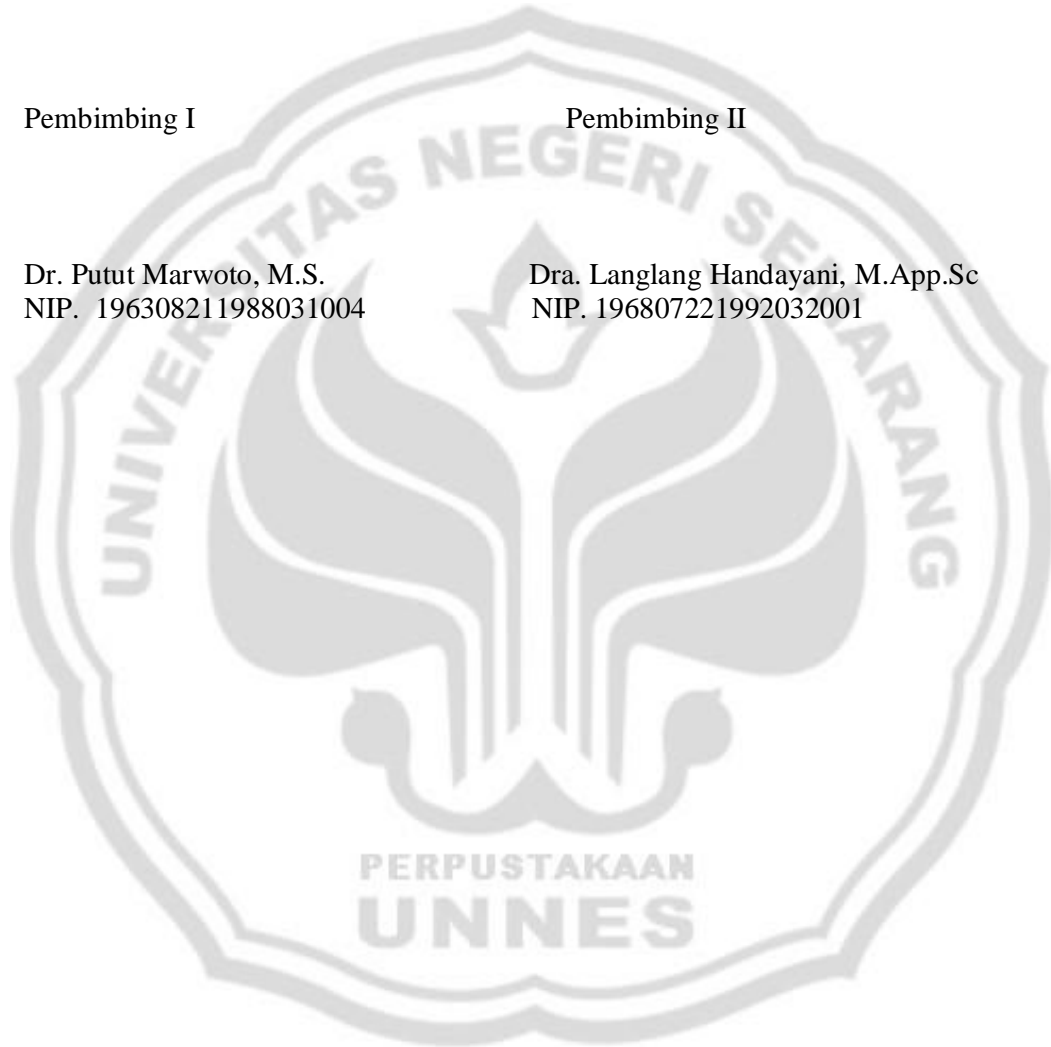 Pembimbing I Pembimbing II
Dr. Putut Marwoto, M.S. Dra. Langlang Handayani, M.App.Sc
NIP. 196308211988031004 NIP. 196807221992032001
UNIVERSITAS NEGERI SEMARANG
PERPUSTAKAAN
UNNES